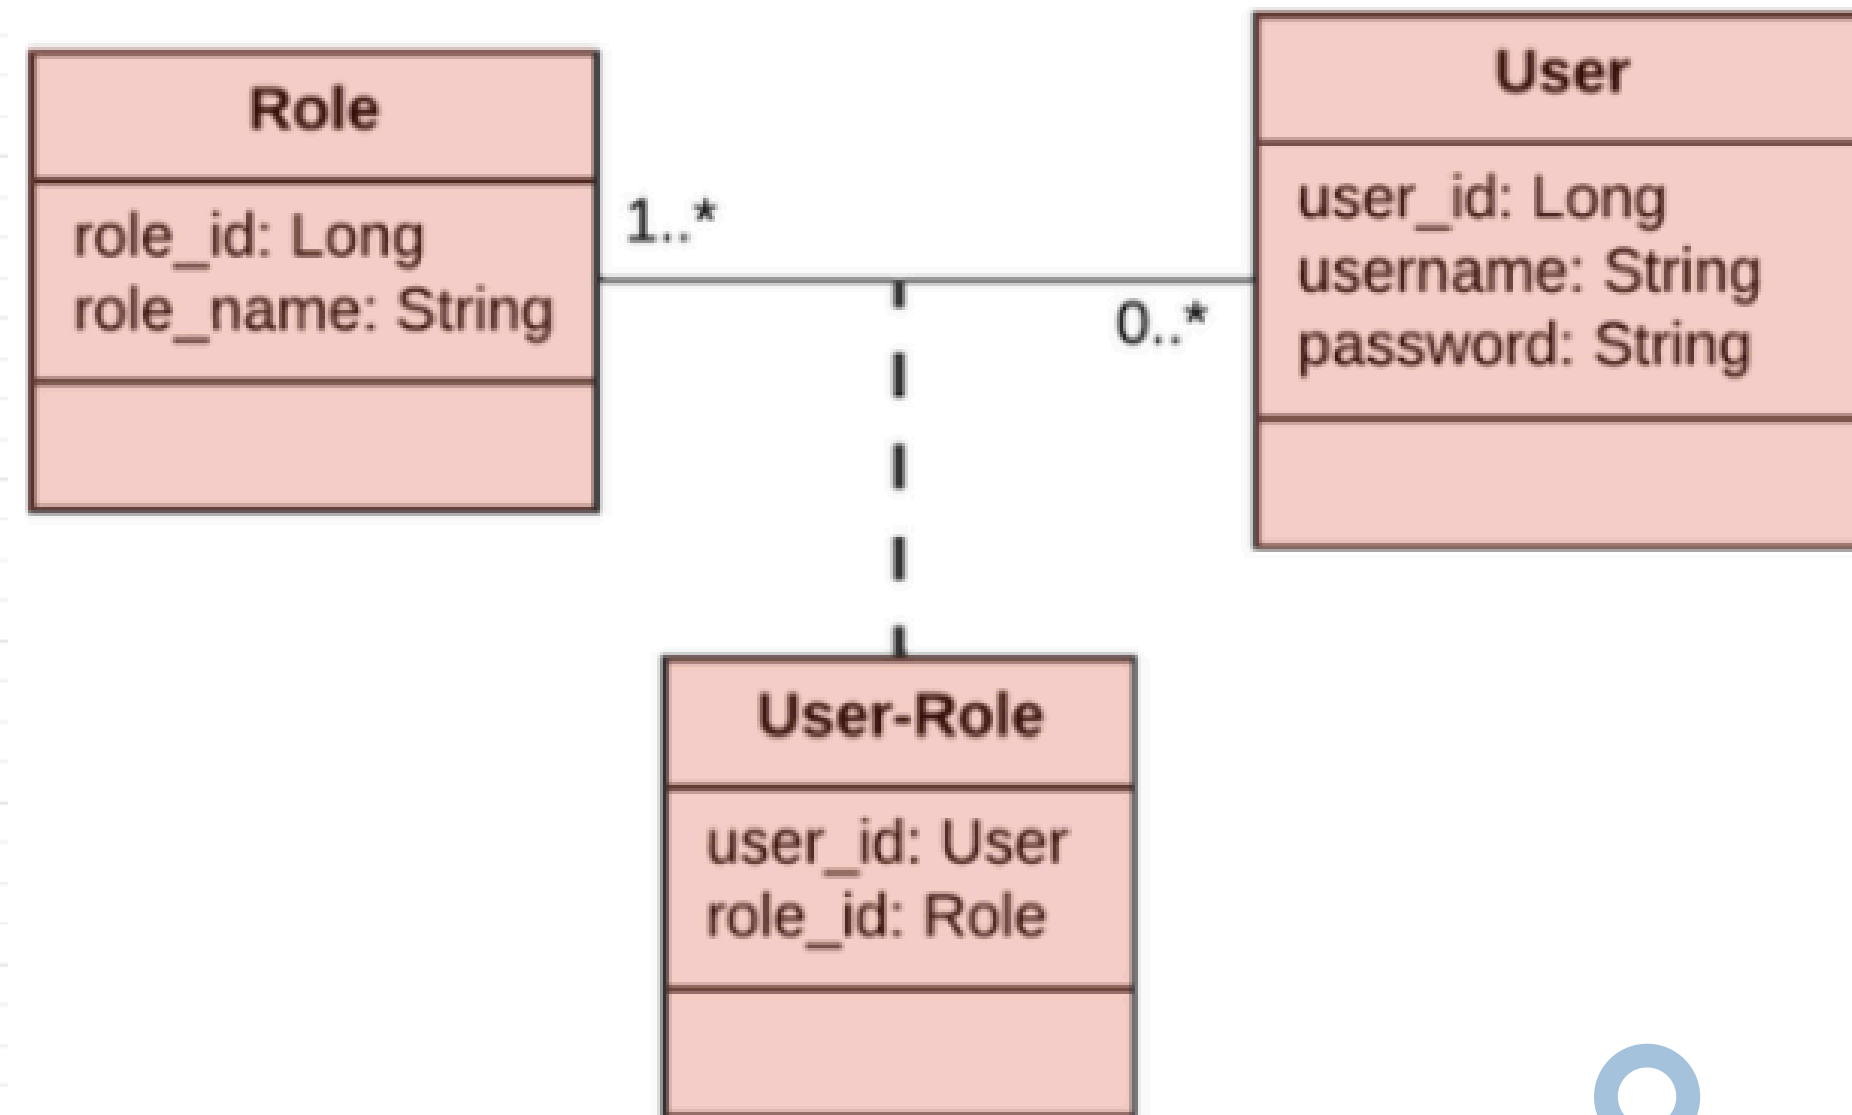 Role
role_id: Long
role_name: String
1..*
0..*
User
user_id: Long
username: String
password: String
User-Role
user_id: User
role_id: Role